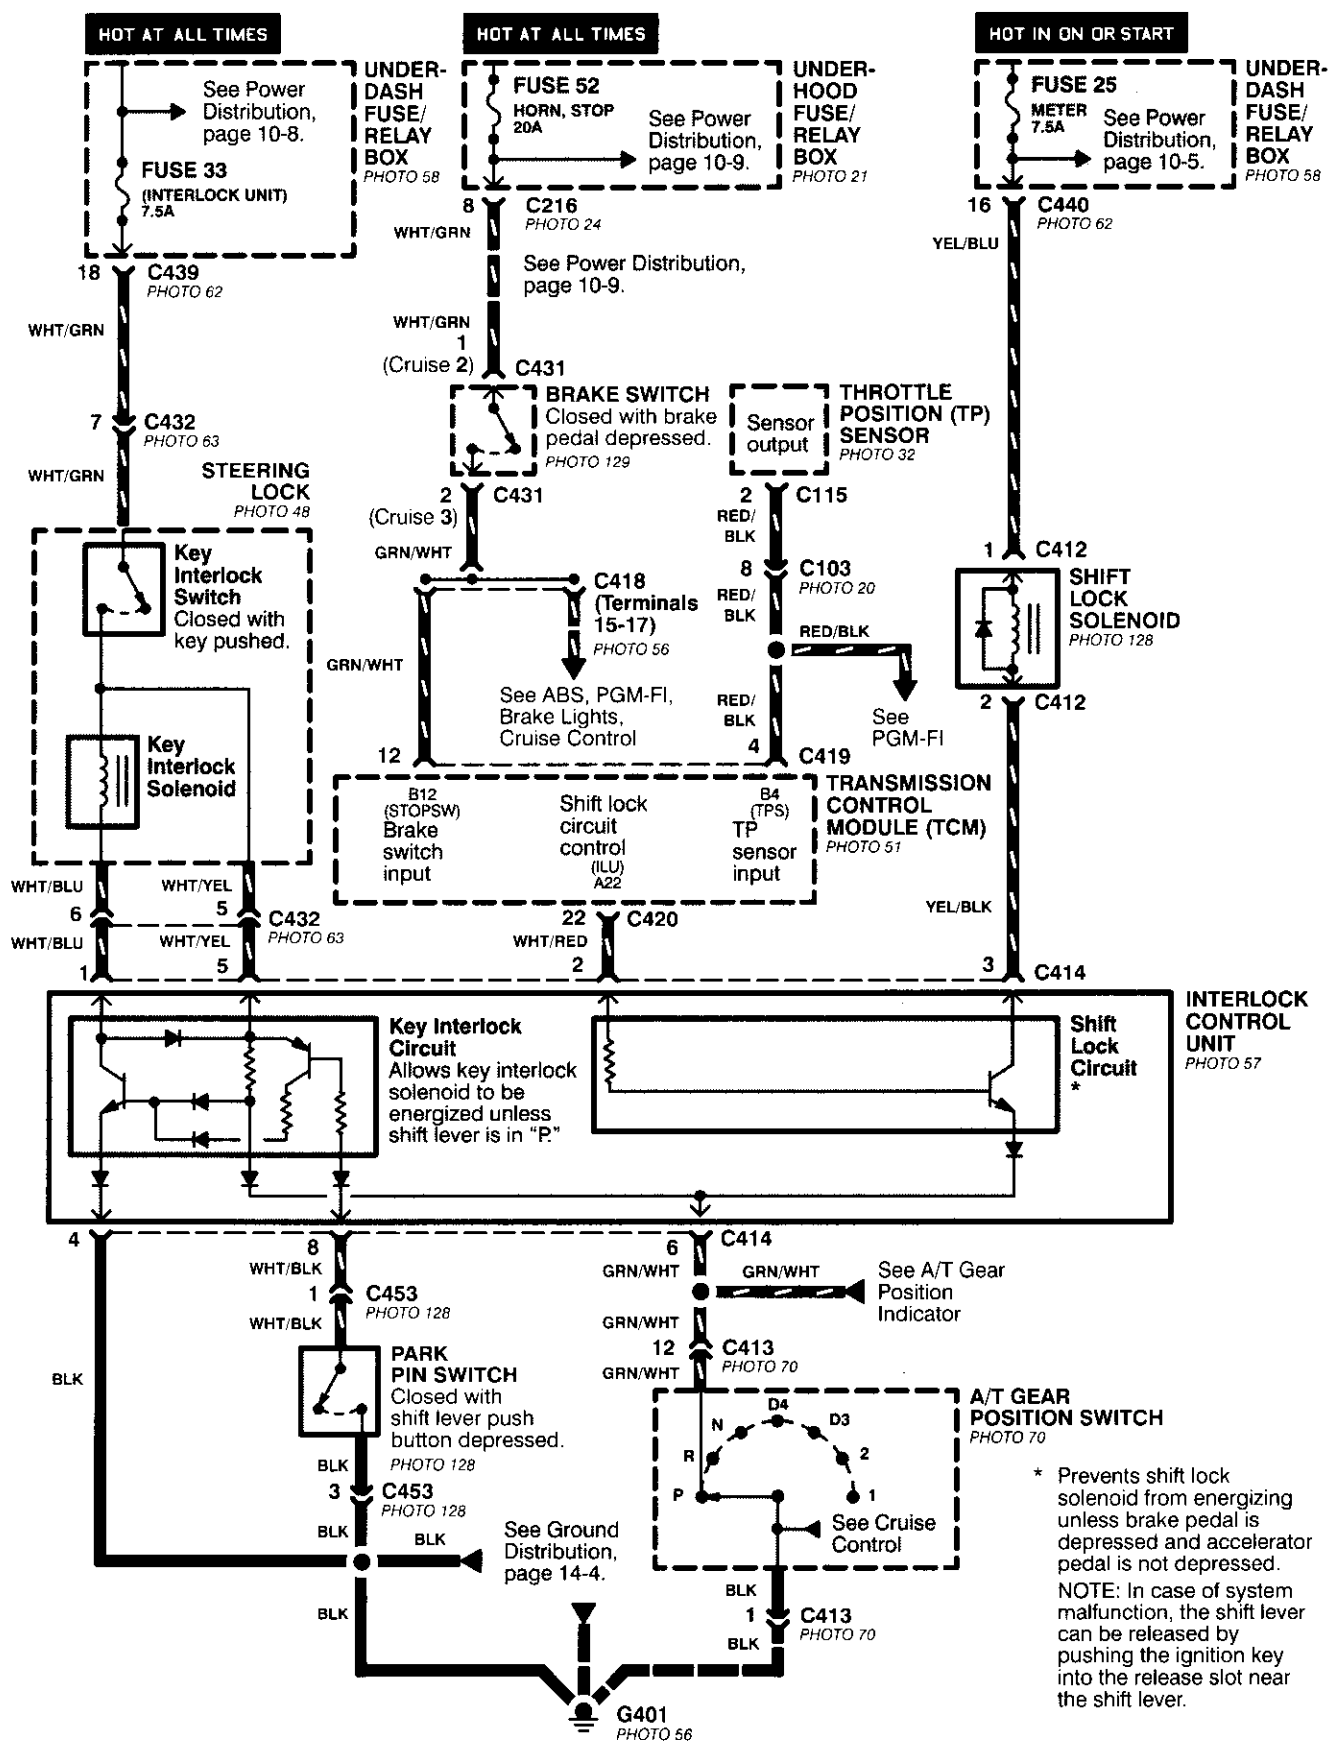 HOT AT ALL TIMES
HOT AT ALL TIMES
HOT IN ON OR START
See Power
Distribution,
page 10-8.
FUSE 33
(INTERLOCK UNIT)
7.5A
UNDER-
DASH
FUSE/
RELAY
BOX
PHOTO 58
FUSE 52
HORN, STOP
20A
See Power
Distribution,
page 10-9.
UNDER-
HOOD
FUSE/
RELAY
BOX
PHOTO 21
FUSE 25
METER
7.5A
See Power
Distribution,
page 10-5.
UNDER-
DASH
FUSE/
RELAY
BOX
PHOTO 58
18
C439
PHOTO 62
WHT/GRN
7
C432
PHOTO 63
WHT/GRN
STEERING
LOCK
PHOTO 48
8
C216
PHOTO 24
WHT/GRN
See Power Distribution,
page 10-9.
WHT/GRN
1
(Cruise 2)
C431
BRAKE SWITCH
Closed with brake
pedal depressed.
PHOTO 129
2
C431
(Cruise 3)
GRN/WHT
16
C440
PHOTO 62
YEL/BLU
Sensor
output
THROTTLE
POSITION (TP)
SENSOR
PHOTO 32
2
C115
RED/
BLK
8
C103
PHOTO 20
RED/
BLK
RED/BLK
RED/
BLK
See
PGM-FI
4
C419
1
C412
SHIFT
LOCK
SOLENOID
PHOTO 128
2
C412
Key
Interlock
Switch
Closed with
key pushed.
Key
Interlock
Solenoid
C418
(Terminals
15-17)
PHOTO 56
GRN/WHT
See ABS, PGM-FI,
Brake Lights,
Cruise Control
12
B12
(STOPSW)
Brake
switch
input
Shift lock
circuit
control
(ILU)
A22
B4
(TPS)
TP
sensor
input
TRANSMISSION
CONTROL
MODULE (TCM)
PHOTO 51
WHT/BLU
WHT/YEL
6
5
C432
PHOTO 63
WHT/BLU
WHT/YEL
1
5
22
C420
WHT/RED
2
YEL/BLK
3
C414
INTERLOCK
CONTROL
UNIT
PHOTO 57
Key Interlock
Circuit
Allows key interlock
solenoid to be
energized unless
shift lever is in “P.”
Shift
Lock
Circuit
*
4
8
6
C414
WHT/BLK
1
C453
PHOTO 128
WHT/BLK
GRN/WHT
GRN/WHT
See A/T Gear
Position
Indicator
GRN/WHT
12
C413
PHOTO 70
GRN/WHT
BLK
PARK
PIN SWITCH
Closed with
shift lever push
button depressed.
PHOTO 128
BLK
3
C453
PHOTO 128
BLK
BLK
See Ground
Distribution,
page 14-4.
BLK
P
R
N
D4
D3
2
1
See Cruise
Control
A/T GEAR
POSITION SWITCH
PHOTO 70
BLK
1
C413
PHOTO 70
BLK
G401
PHOTO 56
* Prevents shift lock
solenoid from energizing
unless brake pedal is
depressed and accelerator
pedal is not depressed.
NOTE: In case of system
malfunction, the shift lever
can be released by
pushing the ignition key
into the release slot near
the shift lever.